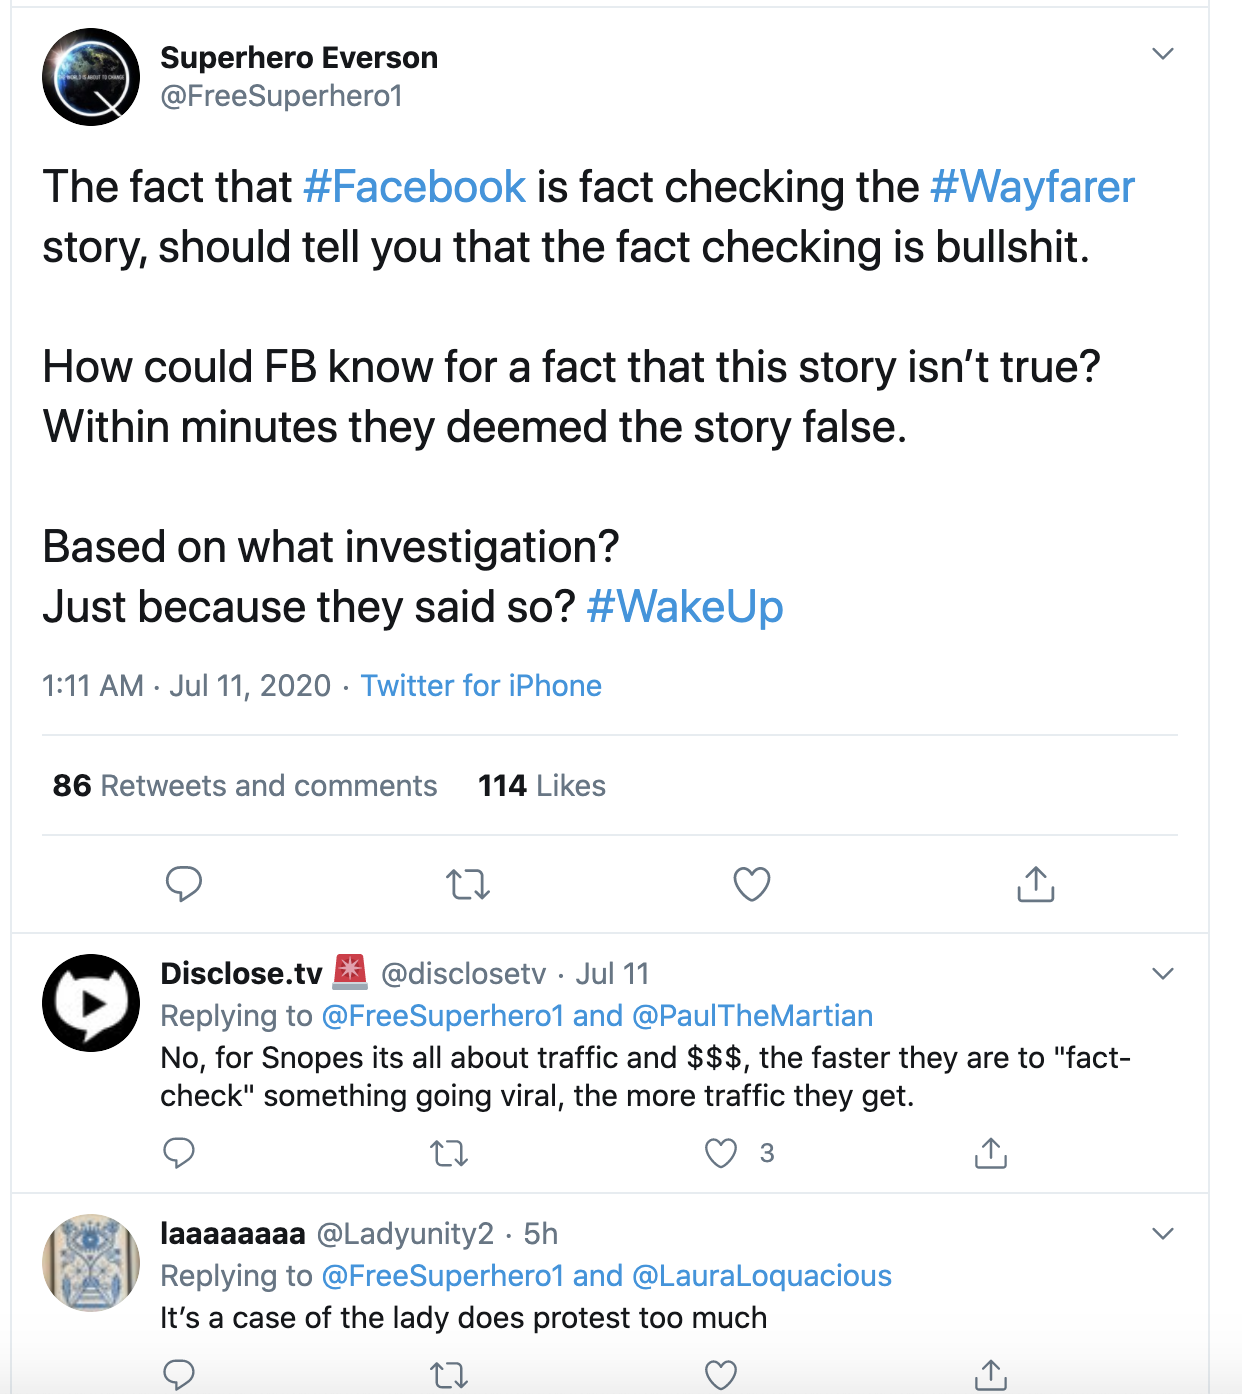 Superhero Everson
@FreeSuperhero1
THE WORLD IS ABOUT TO CHANGE
The fact that #Facebook is fact checking the #Wayfarer
story, should tell you that the fact checking is bullshit.
How could FB know for a fact that this story isn’t true?
Within minutes they deemed the story false.
Based on what investigation?
Just because they said so? #WakeUp
1:11 AM · Jul 11, 2020 · Twitter for iPhone
86 Retweets and comments 114 Likes
Disclose.tv 🚨 @disclosetv · Jul 11
Replying to @FreeSuperhero1 and @PaulTheMartian
No, for Snopes its all about traffic and $$$, the faster they are to "fact-
check" something going viral, the more traffic they get.
3
laaaaaaaa @Ladyunity2 · 5h
Replying to @FreeSuperhero1 and @LauraLoquacious
It’s a case of the lady does protest too much